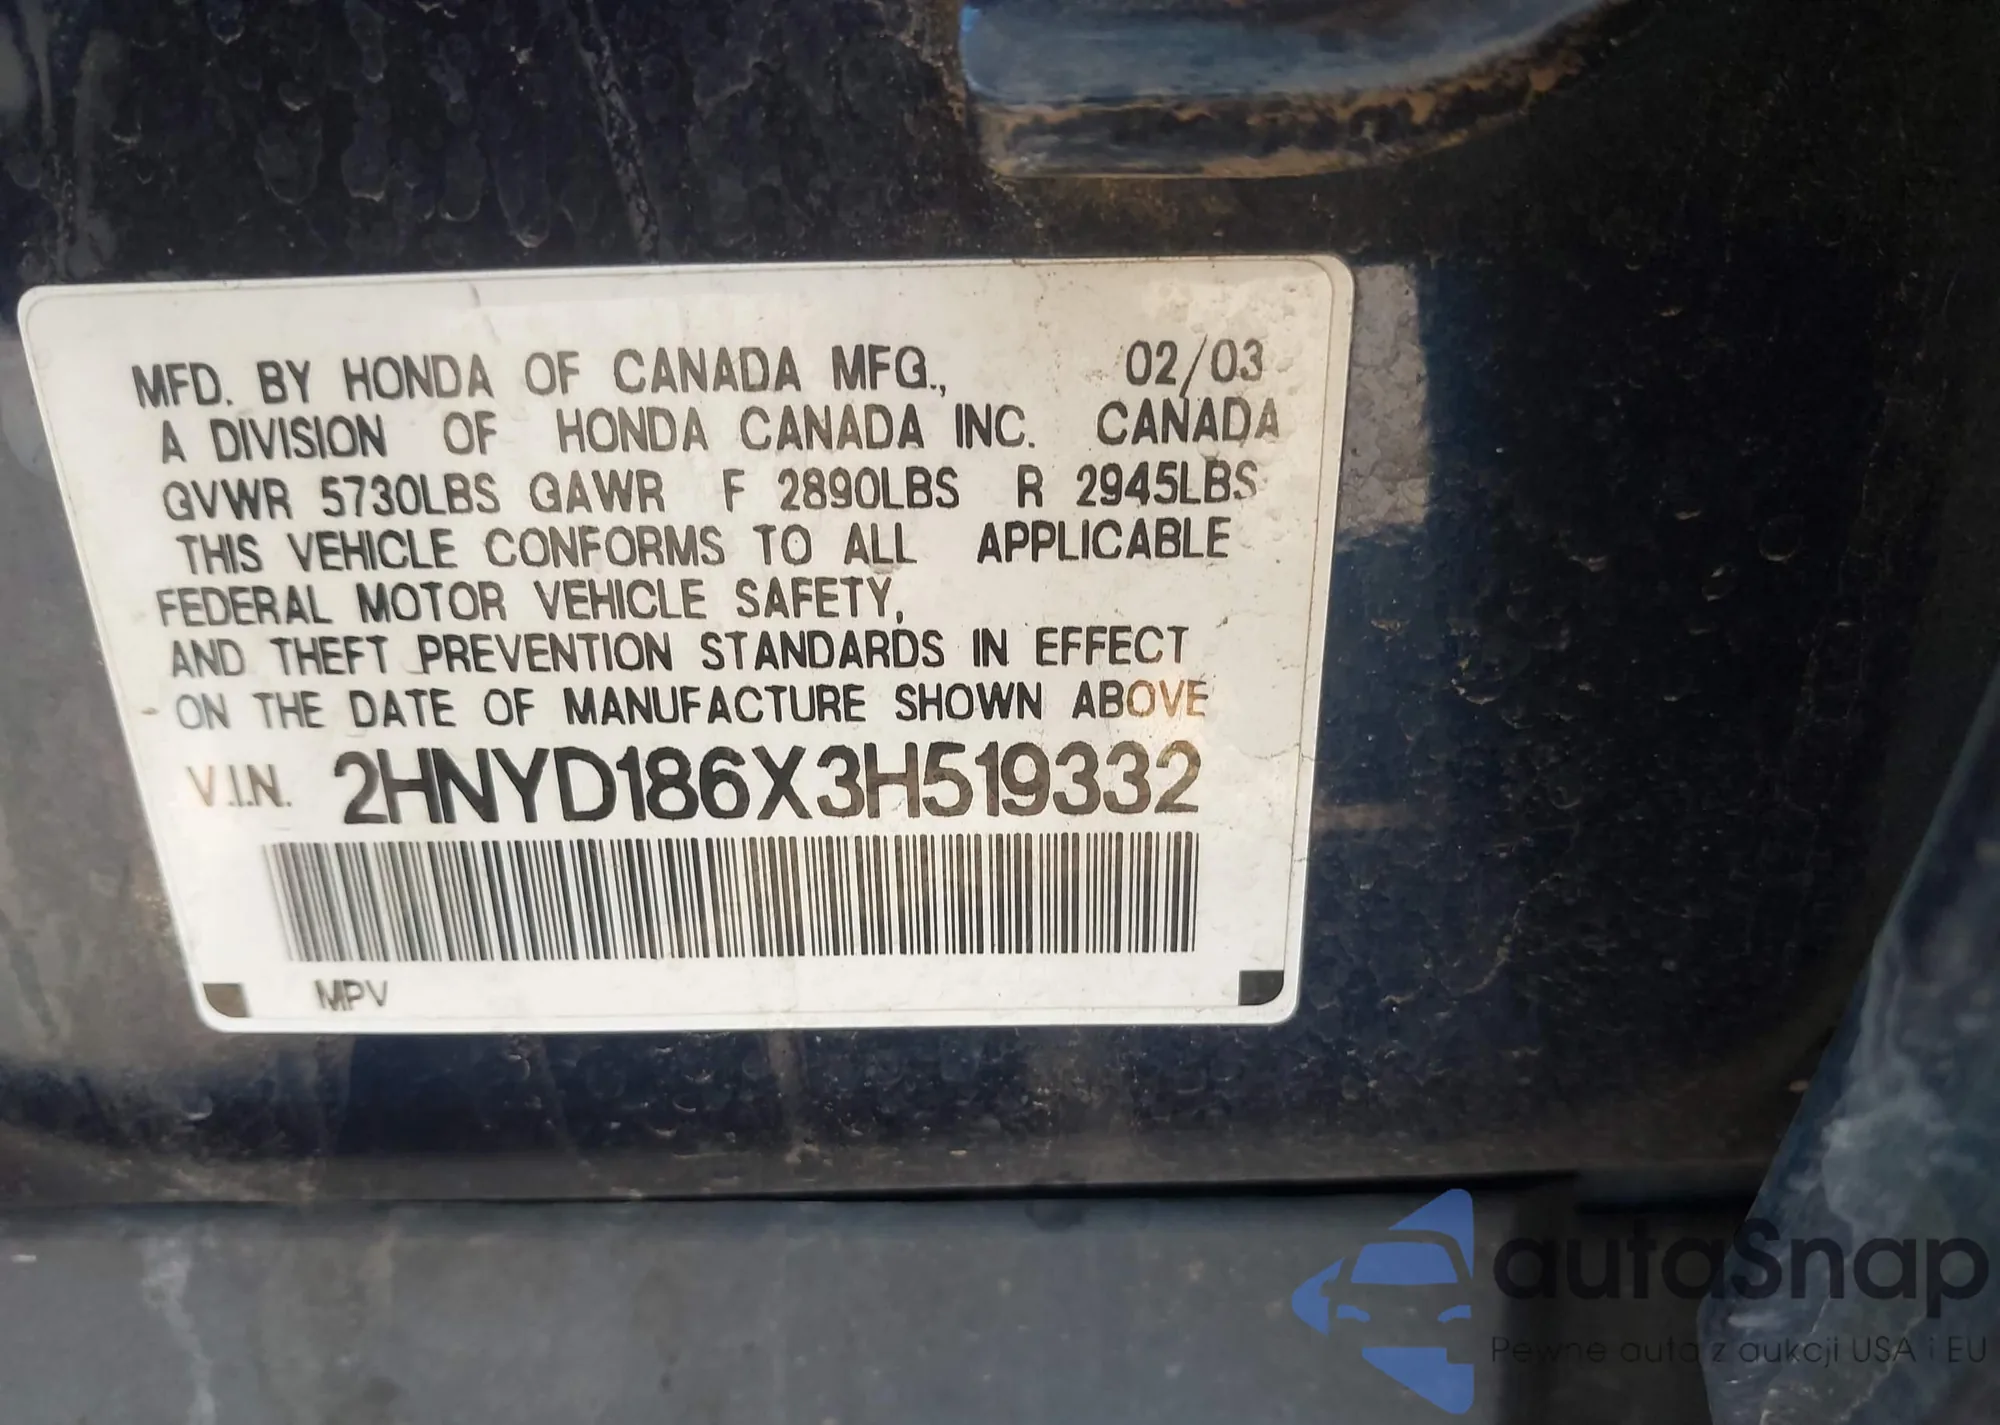 MFD. BY HONDA OF CANADA MFG., 02/03
A DIVISION OF HONDA CANADA INC. CANADA
GVWR 5730LBS GAWR F 2890LBS R 2945LBS
THIS VEHICLE CONFORMS TO ALL APPLICABLE
FEDERAL MOTOR VEHICLE SAFETY,
AND THEFT PREVENTION STANDARDS IN EFFECT
ON THE DATE OF MANUFACTURE SHOWN ABOVE
V.I.N. 2HNYD186X3H519332
MPV
autaSnap
Pewne auta z aukcji USA i EU